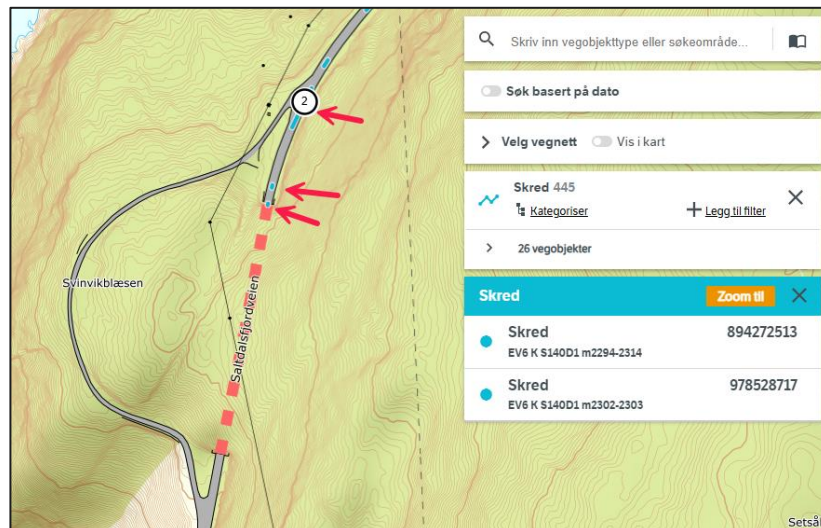 Skriv inn vegobjekttype eller søkeområde...
Søk basert på dato
Velg vegnett
Vis i kart
Skred 445
Kategoriser
Legg til filter
26 vegobjekter
Skred
Zoom til
Skred 894272513
EV6 K S140D1 m2294-2314
Skred 978528717
EV6 K S140D1 m2302-2303
2
Svinvikblæsen
Saltdalsfjordveien